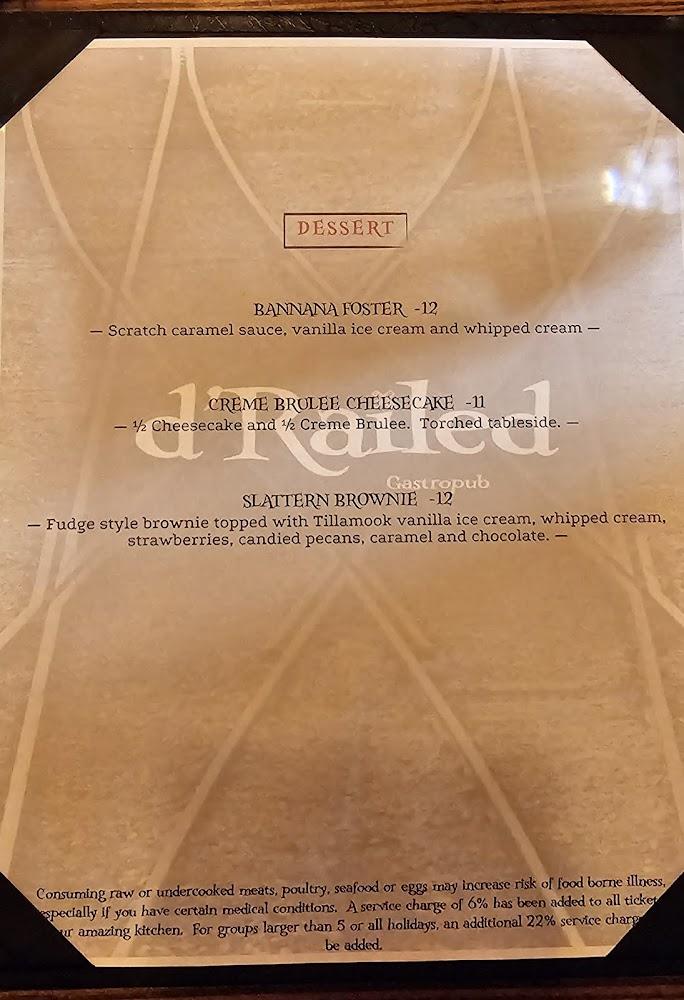 DESSERT
BANNANA FOSTER -12
— Scratch caramel sauce, vanilla ice cream and whipped cream —
CREME BRULEE CHEESECAKE -11
— ½ Cheesecake and ½ Creme Brulee. Torched tableside. —
d'Railed
Gastropub
SLATTERN BROWNIE -12
— Fudge style brownie topped with Tillamook vanilla ice cream, whipped cream,
strawberries, candied pecans, caramel and chocolate. —
Consuming raw or undercooked meats, poultry, seafood or eggs may increase risk of food borne illness,
especially if you have certain medical conditions. A service charge of 6% has been added to all ticket
amazing kitchen. For groups larger than 5 or all holidays, an additional 22% service charg
be added.